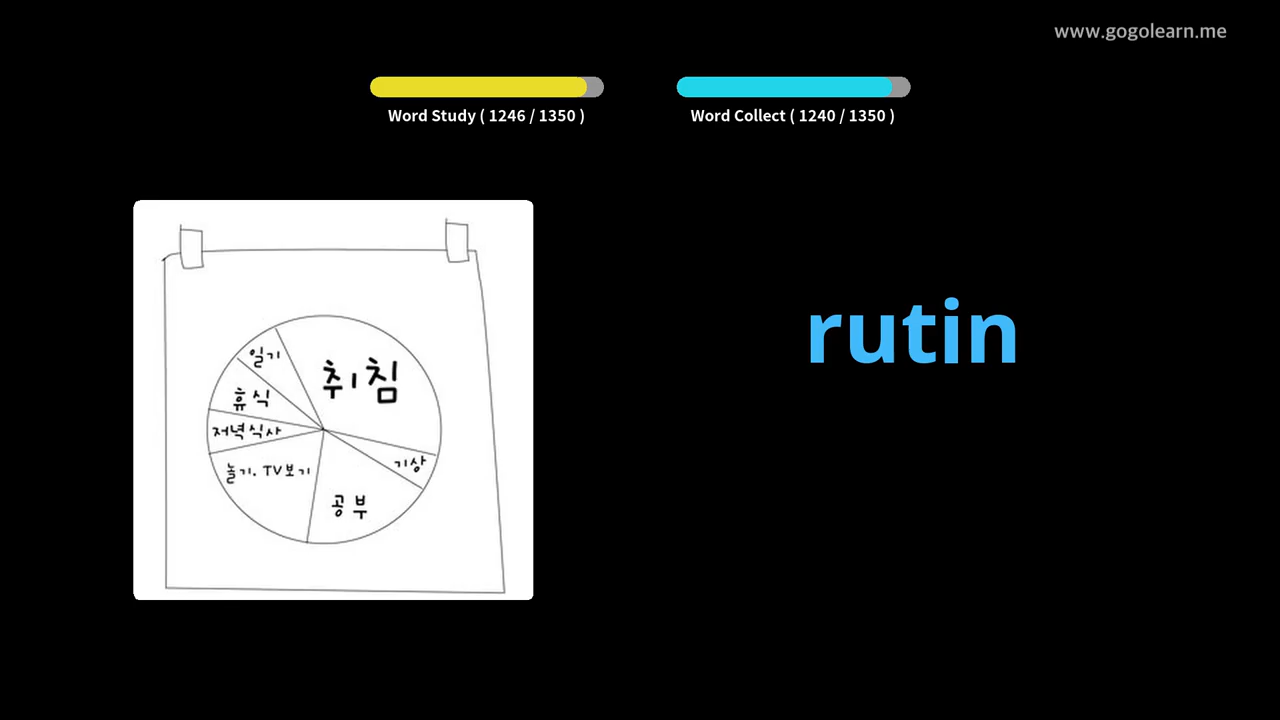 www.gogolearn.me
Word Study ( 1246 / 1350 )
Word Collect ( 1240 / 1350 )
일기
취침
휴식
저녁식사
놀기. TV보기
기상
공부
rutin